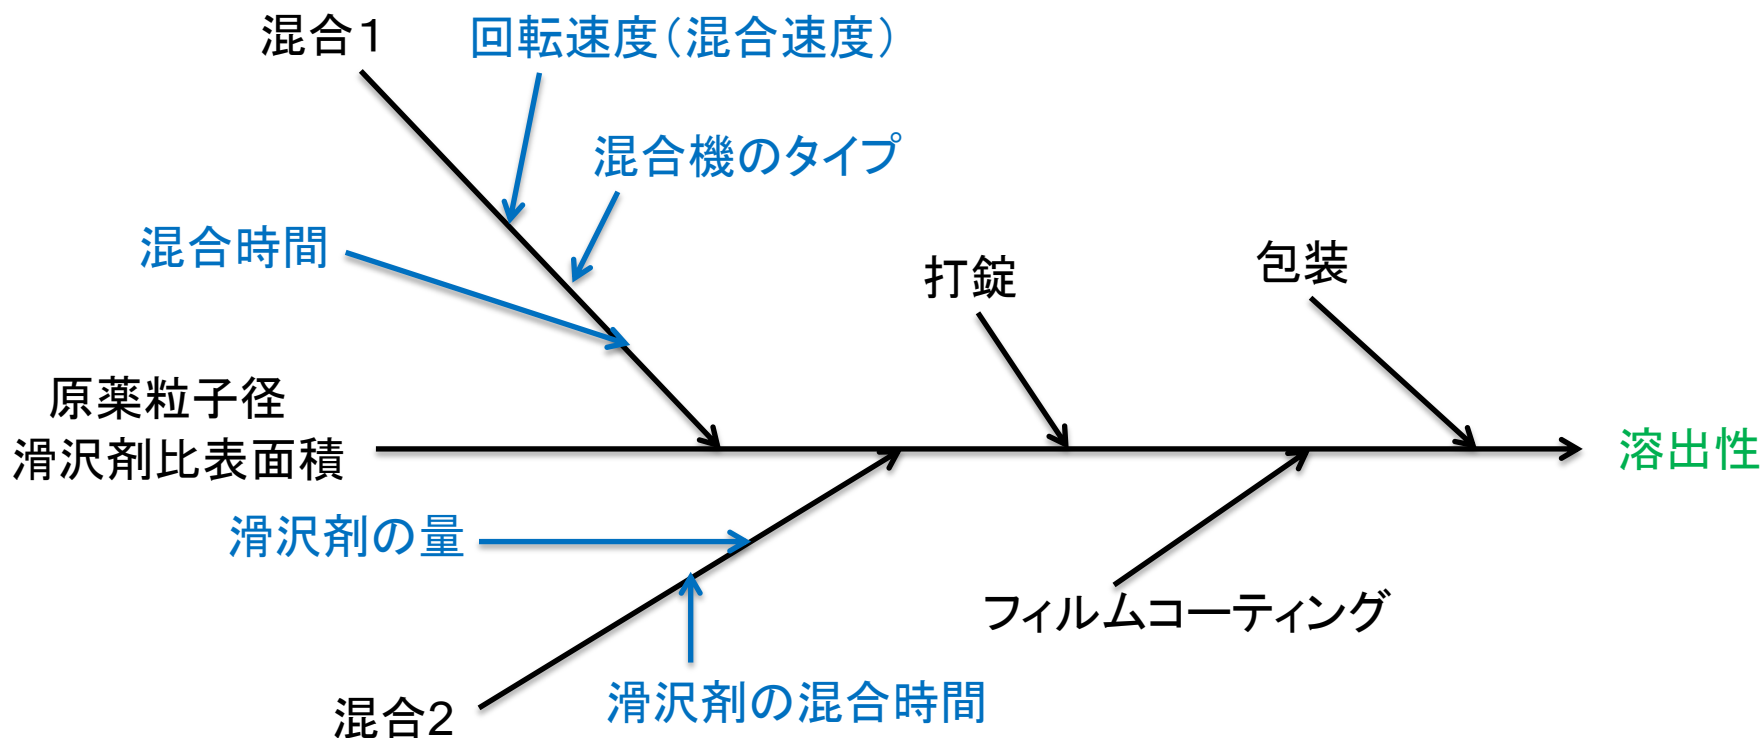 混合１
回転速度（混合速度）
混合機のタイプ
混合時間
打錠
包装
原薬粒子径
滑沢剤比表面積
溶出性
滑沢剤の量
フィルムコーティング
滑沢剤の混合時間
混合2